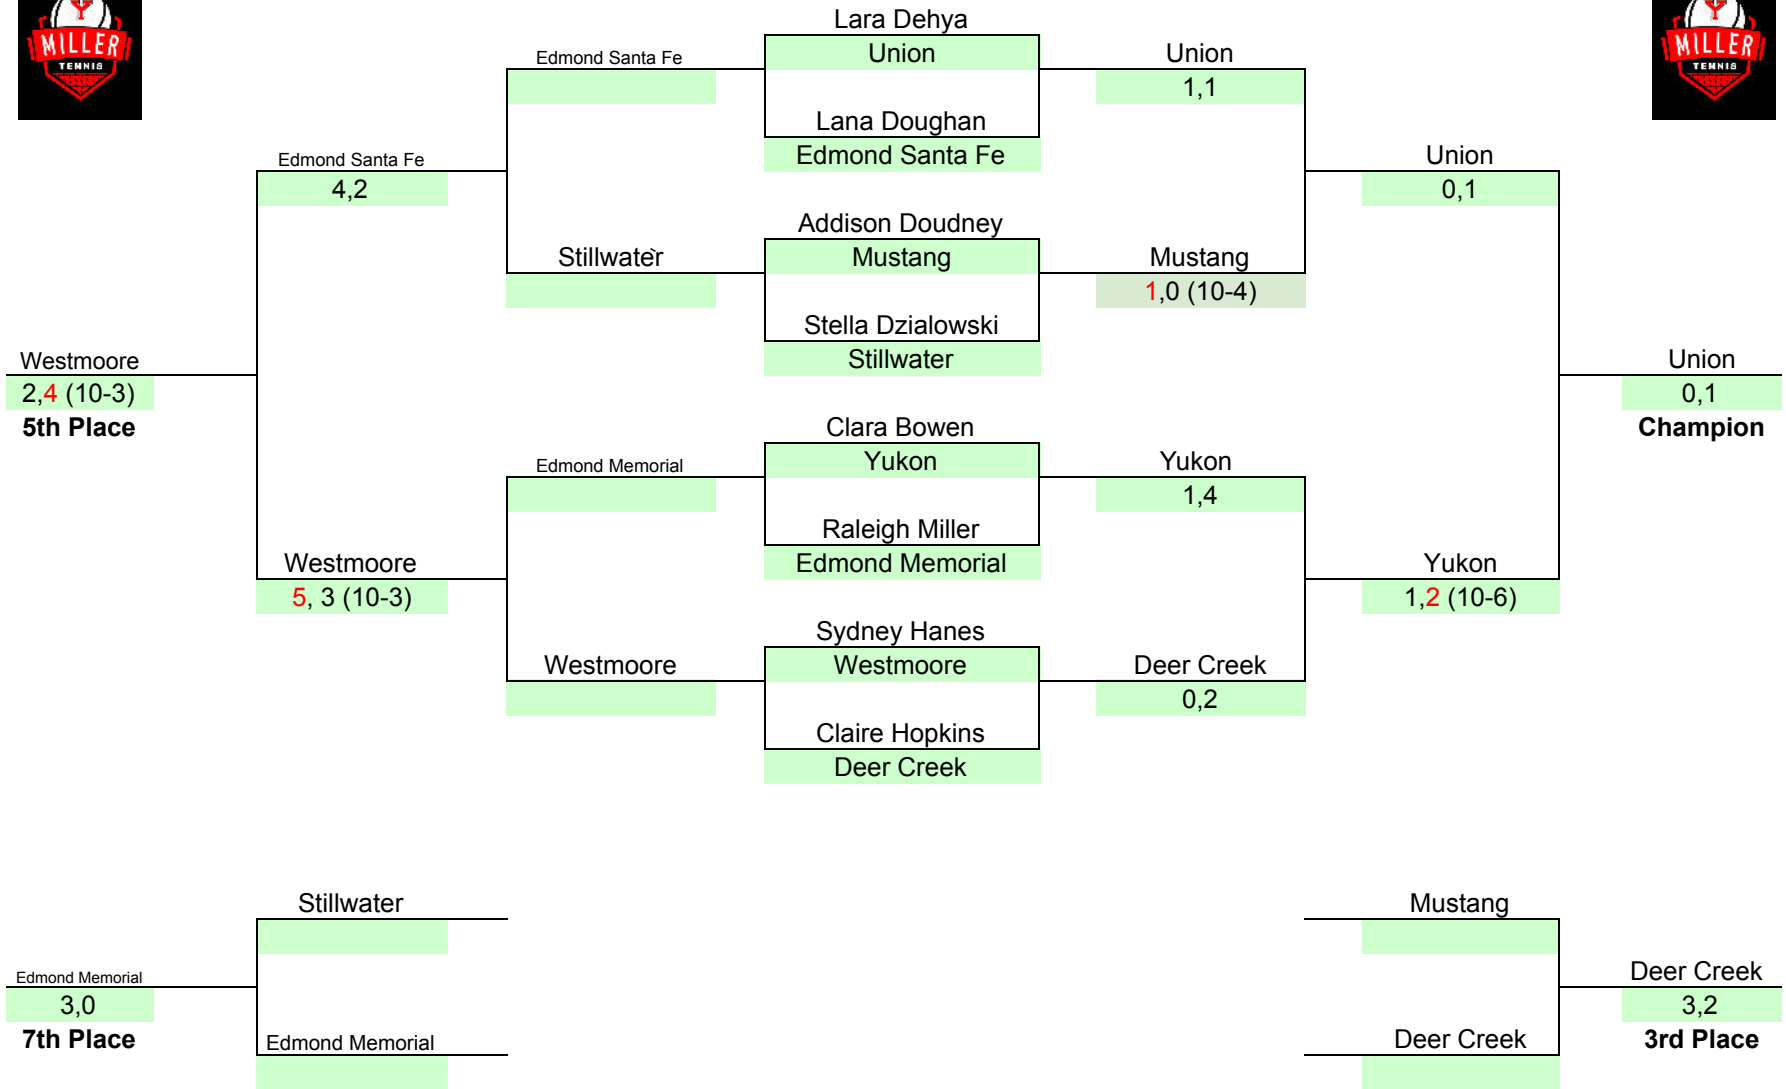 MILLER
TENNIS
MILLER
TENNIS
Lara Dehya
Edmond Santa Fe
Union
Union
1,1
Lana Doughan
Edmond Santa Fe
Edmond Santa Fe
Union
4,2
0,1
Addison Doudney
Stillwatèr
Mustang
Mustang
1,0 (10-4)
Stella Dzialowski
Stillwater
Westmoore
Union
2,4 (10-3)
0,1
5th Place
Champion
Clara Bowen
Edmond Memorial
Yukon
Yukon
1,4
Raleigh Miller
Westmoore
Edmond Memorial
Yukon
5, 3 (10-3)
1,2 (10-6)
Sydney Hanes
Westmoore
Westmoore
Deer Creek
0,2
Claire Hopkins
Deer Creek
Stillwater
Mustang
Edmond Memorial
Deer Creek
3,0
3,2
7th Place
Edmond Memorial
Deer Creek
3rd Place